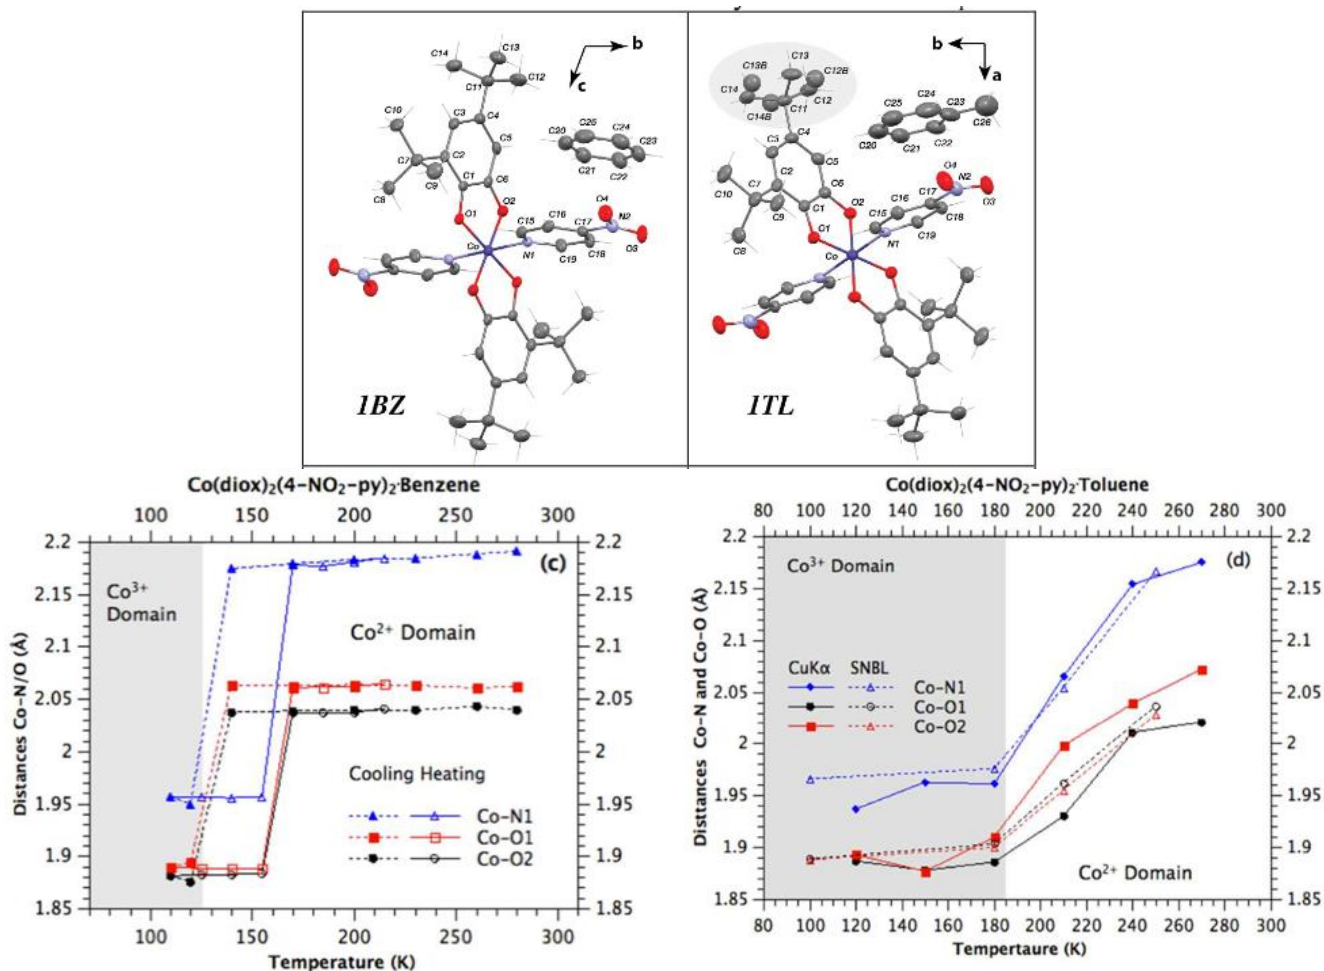 C14
C13
C12
C11
b
c
C10
C3
C4
C5
C7
C2
C9
C8
C1
C6
C20
C25
C24
C23
C21
C22
O1
O2
Co
C15
C16
C17
O4
N2
O3
C18
C19
N1
1BZ
b
a
C13B
C13
C12B
C14
C12
C14B
C11
C3
C4
C5
C2
C10
C7
C9
C8
C1
C6
C25
C24
C23
C26
C20
C21
C22
O1
O2
Co
C15
C16
C17
O4
N2
O3
C18
C19
N1
1TL
Co(diox)2(4-NO2-py)2·Benzene
100 150 200 250 300
(c)
Co3+
Domain
Co2+ Domain
Cooling Heating
Co-N1
Co-O1
Co-O2
Distances Co-N/O (Å)
2.2
2.15
2.1
2.05
2
1.95
1.9
1.85
2.2
2.15
2.1
2.05
2
1.95
1.9
1.85
100 150 200 250 300
Temperature (K)
Co(diox)2(4-NO2-py)2·Toluene
80 100 120 140 160 180 200 220 240 260 280 300
(d)
Co3+ Domain
CuKα SNBL
Co-N1
Co-O1
Co-O2
Co2+ Domain
Disttances Co-N and Co-O (Å)
2.2
2.15
2.1
2.05
2
1.95
1.9
1.85
2.2
2.15
2.1
2.05
2
1.95
1.9
1.85
80 100 120 140 160 180 200 220 240 260 280 300
Tempertaure (K)